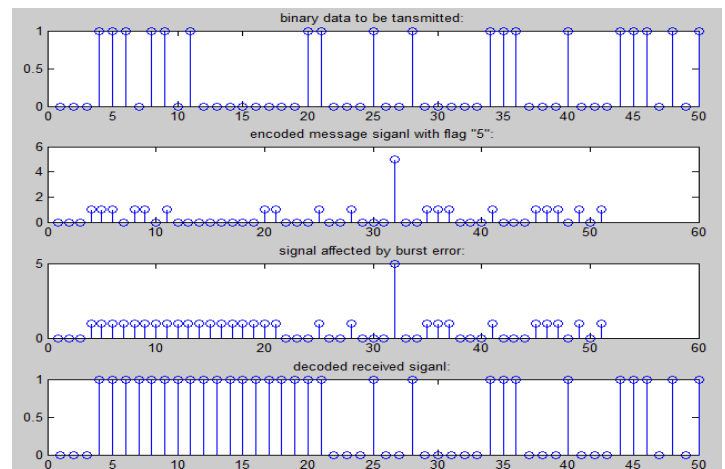 binary data to be tansmitted:
1
0.5
0
0 5 10 15 20 25 30 35 40 45 50
encoded message siganl with flag "5":
6
4
2
0
0 10 20 30 40 50 60
signal affected by burst error:
5
0
0 10 20 30 40 50 60
decoded received siganl:
1
0.5
0
0 5 10 15 20 25 30 35 40 45 50